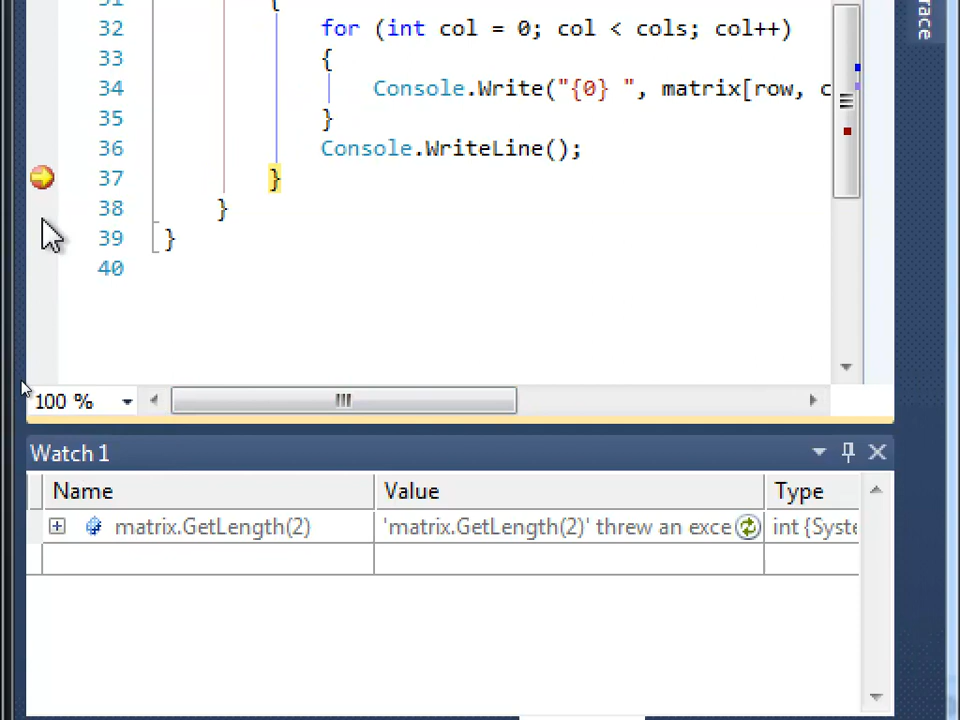 31 {
32 for (int col = 0; col < cols; col++)
33 {
34 Console.Write("{0} ", matrix[row, c
35 }
36 Console.WriteLine();
37 }
38 }
39 }
40
race
100 %
Watch 1
Name Value Type
matrix.GetLength(2) 'matrix.GetLength(2)' threw an exce int {Syste